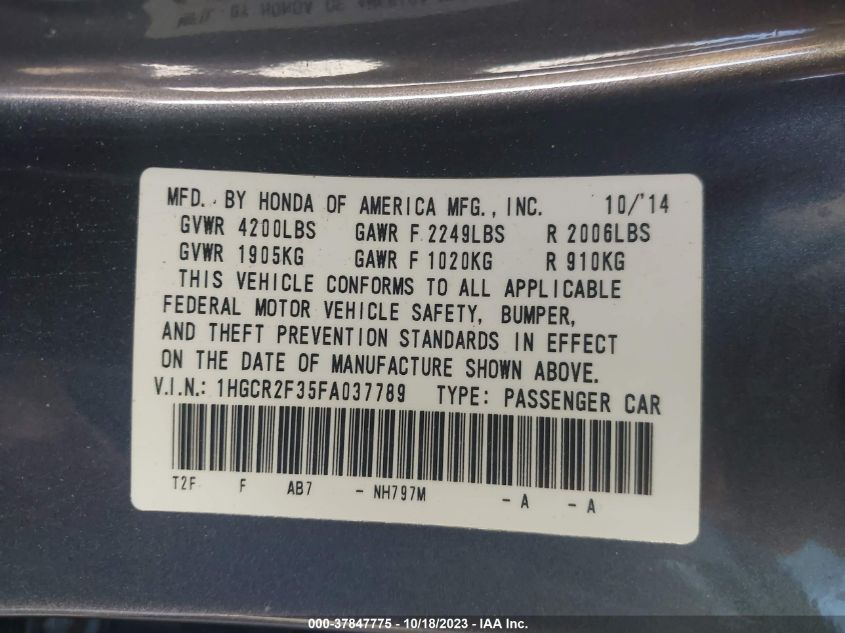 MFD. BY HONDA OF AMERICA MFG., INC. 10/'14
GVWR 4200LBS GAWR F 2249LBS R 2006LBS
GVWR 1905KG GAWR F 1020KG R 910KG
THIS VEHICLE CONFORMS TO ALL APPLICABLE
FEDERAL MOTOR VEHICLE SAFETY, BUMPER,
AND THEFT PREVENTION STANDARDS IN EFFECT
ON THE DATE OF MANUFACTURE SHOWN ABOVE.
V.I.N.: 1HGCR2F35FA037789 TYPE: PASSENGER CAR
T2F F AB7 - NH797M - A - A
000-37847775 - 10/18/2023 - IAA Inc.